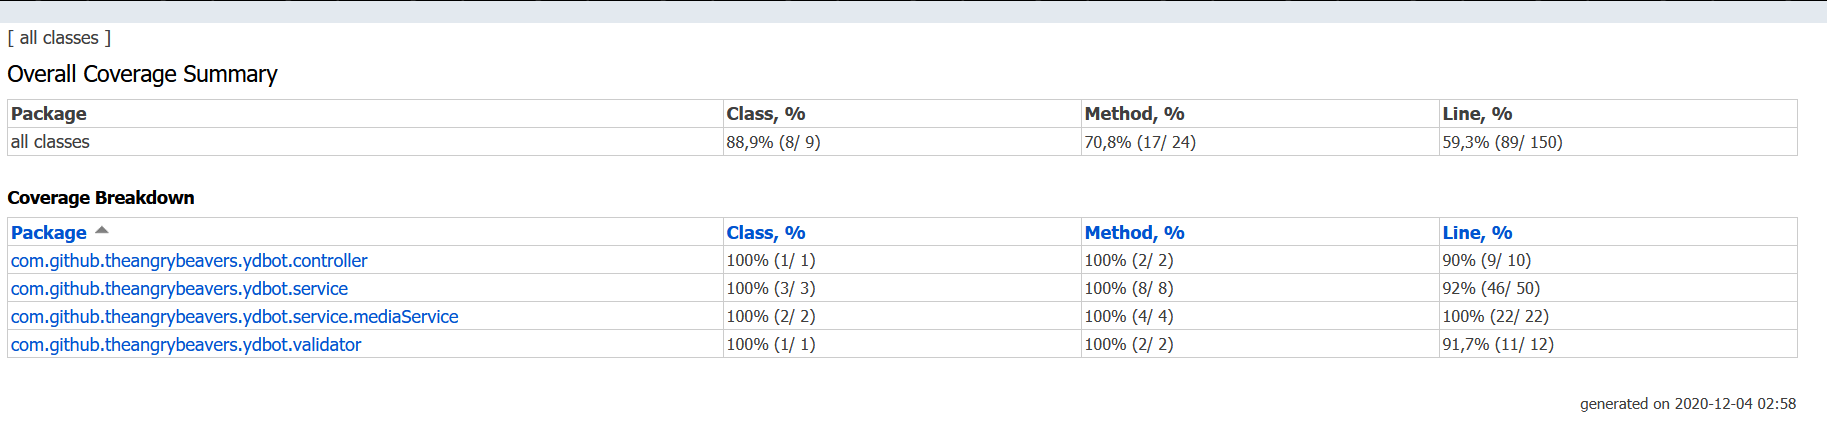 [ all classes ]
Overall Coverage Summary
Package Class, % Method, % Line, %
all classes 88,9% (8/ 9) 70,8% (17/ 24) 59,3% (89/ 150)
Coverage Breakdown
Package Class, % Method, % Line, %
com.github.theangrybeavers.ydbot.controller 100% (1/ 1) 100% (2/ 2) 90% (9/ 10)
com.github.theangrybeavers.ydbot.service 100% (3/ 3) 100% (8/ 8) 92% (46/ 50)
com.github.theangrybeavers.ydbot.service.mediaService 100% (2/ 2) 100% (4/ 4) 100% (22/ 22)
com.github.theangrybeavers.ydbot.validator 100% (1/ 1) 100% (2/ 2) 91,7% (11/ 12)
generated on 2020-12-04 02:58